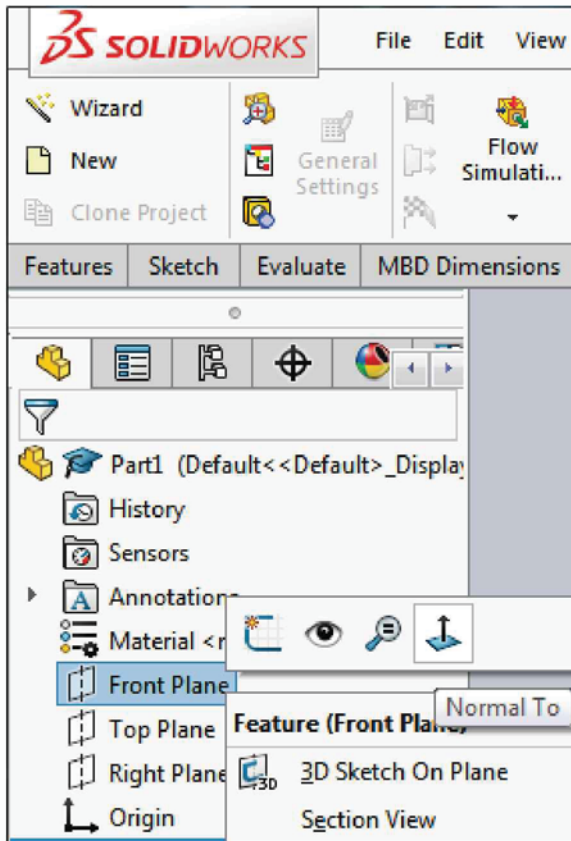 SOLIDWORKS File Edit View
Wizard
New
Clone Project
General
Settings
Flow
Simulati...
Features Sketch Evaluate MBD Dimensions
Part1 (Default<<Default>_Display
History
Sensors
A Annotations
Material <
Front Plane
Normal To
Top Plane
Feature (Front Plane)
Right Plane
3D 3D Sketch On Plane
Origin
Section View